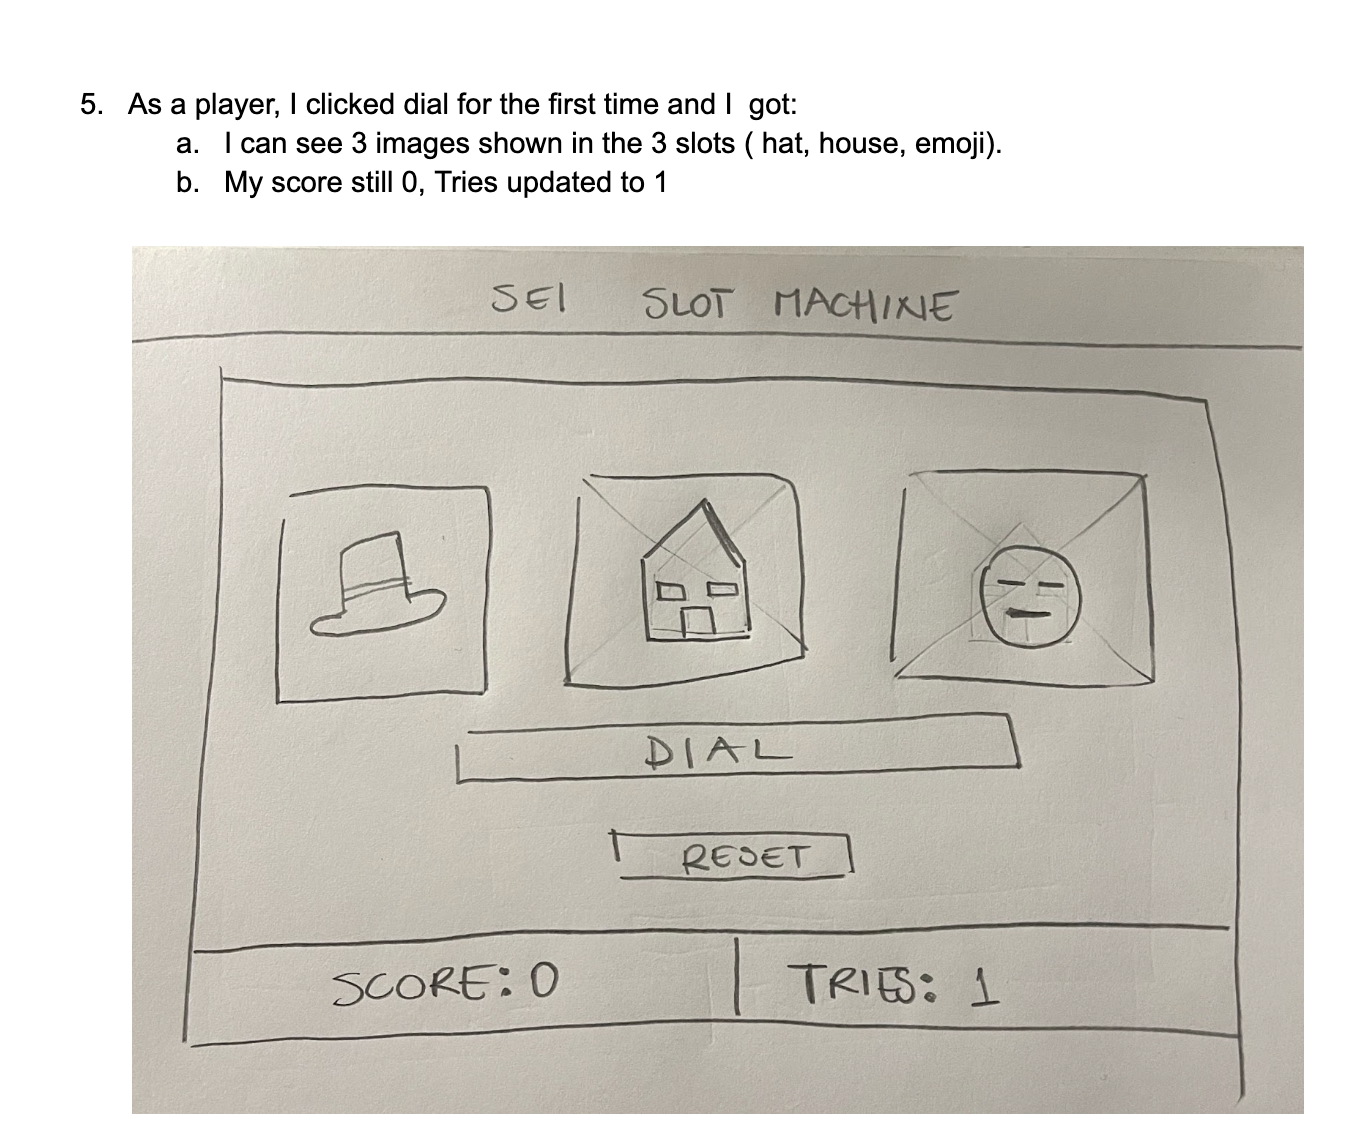 5. As a player, I clicked dial for the first time and I got:
a. I can see 3 images shown in the 3 slots ( hat, house, emoji).
b. My score still 0, Tries updated to 1
SEI SLOT MACHINE
DIAL
RESET
SCORE: 0 TRIES: 1